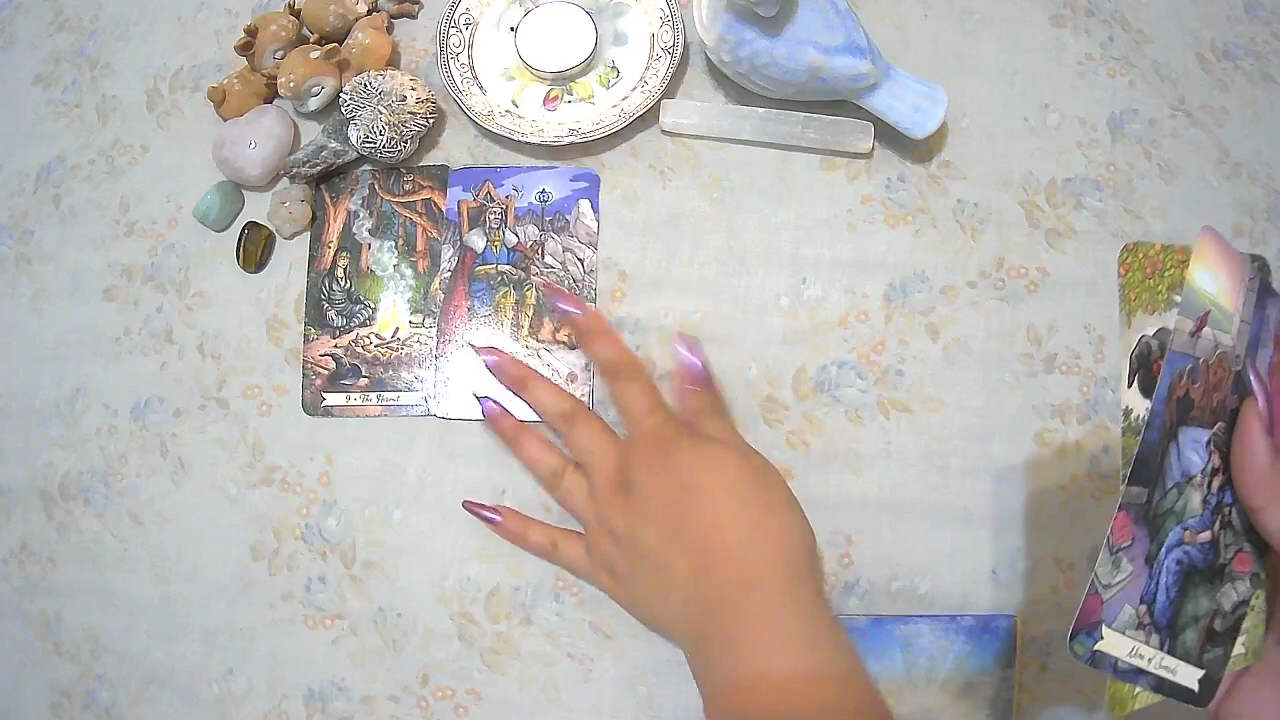 9 • The Hermit
Nine of Swords